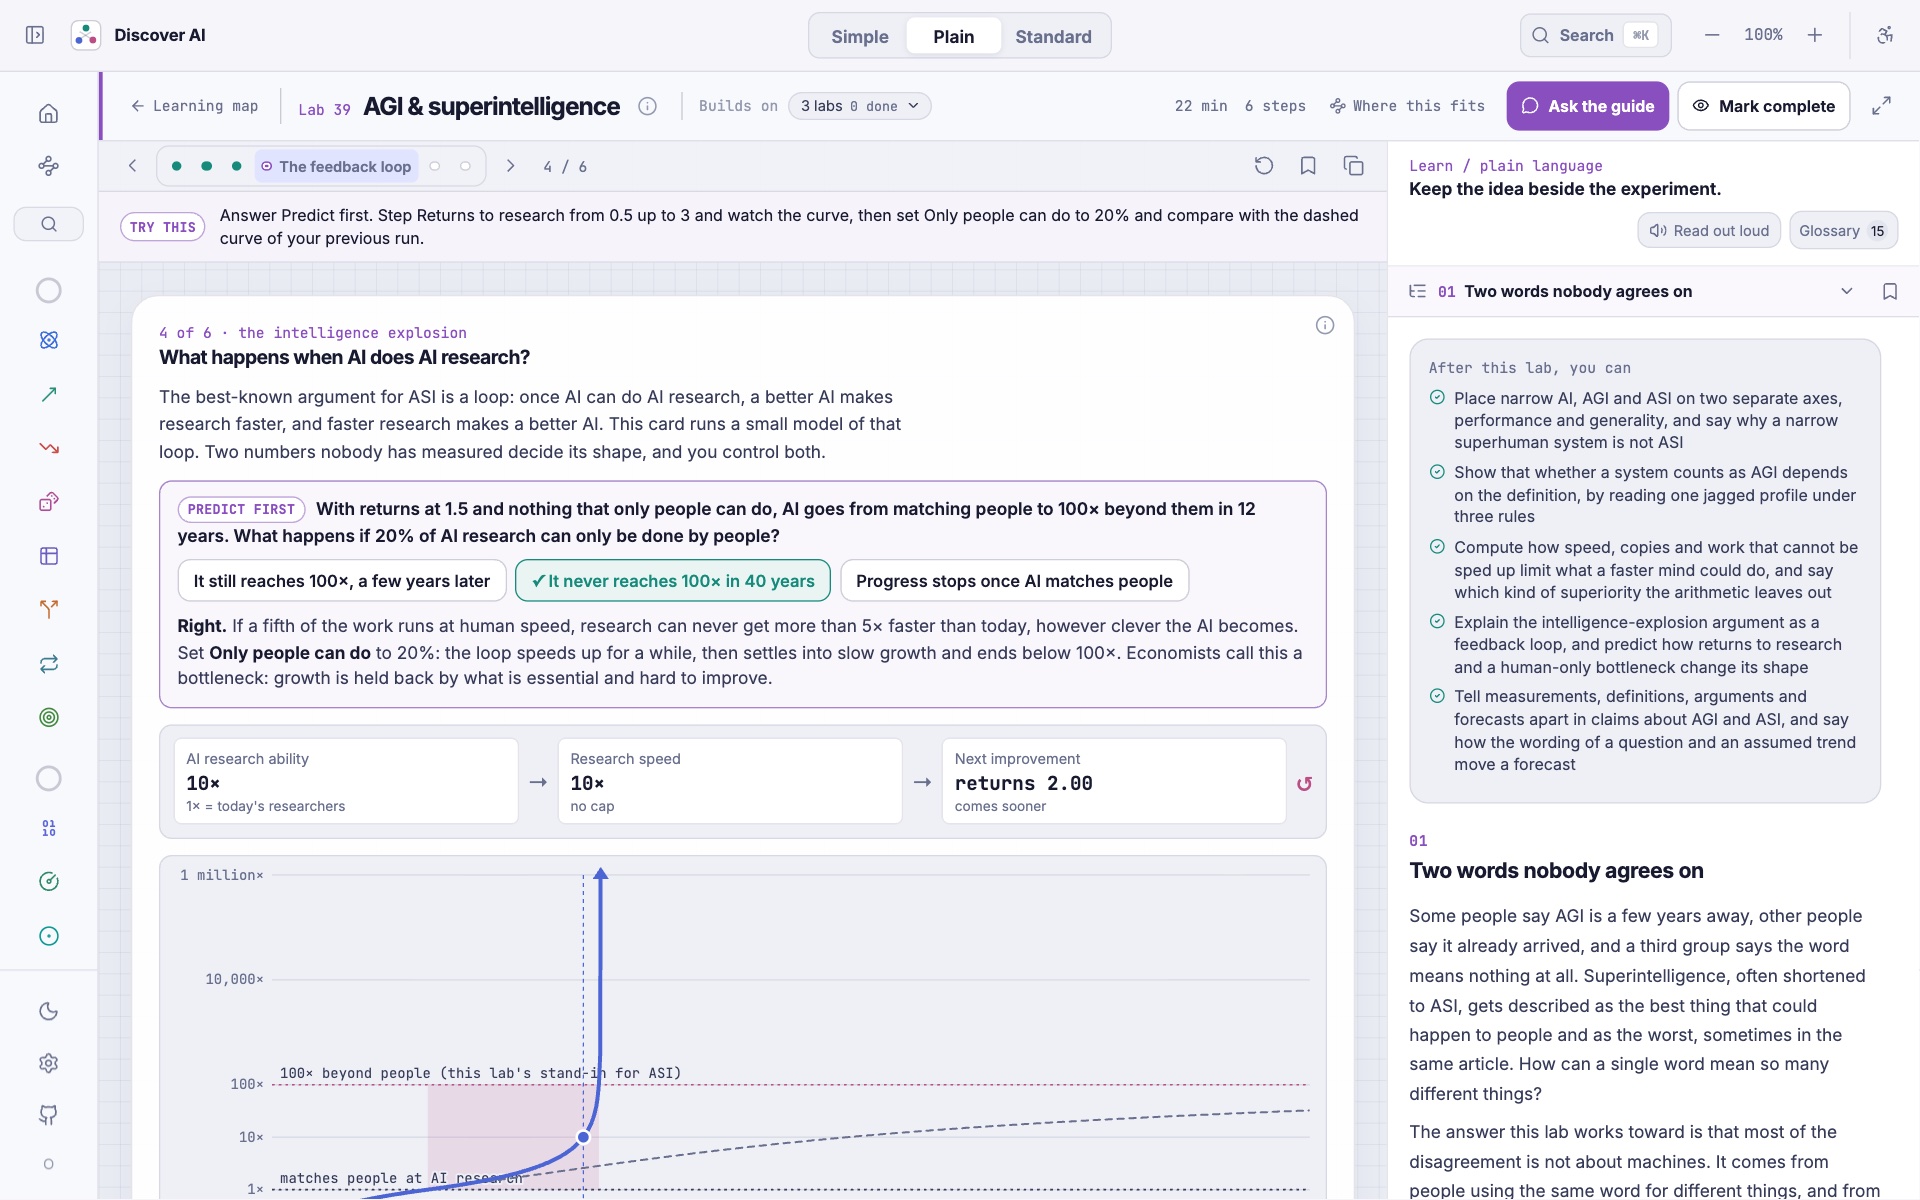 Discover AI
Simple
Plain
Standard
Search
⌘K
100%
← Learning map
Lab 39
AGI & superintelligence
Builds on
3 labs 0 done
22 min
6 steps
Where this fits
Ask the guide
Mark complete
The feedback loop
4 / 6
TRY THIS
Answer Predict first. Step Returns to research from 0.5 up to 3 and watch the curve, then set Only people can do to 20% and compare with the dashed
curve of your previous run.
4 of 6 · the intelligence explosion
What happens when AI does AI research?
The best-known argument for ASI is a loop: once AI can do AI research, a better AI makes
research faster, and faster research makes a better AI. This card runs a small model of that
loop. Two numbers nobody has measured decide its shape, and you control both.
PREDICT FIRST With returns at 1.5 and nothing that only people can do, AI goes from matching people to 100× beyond them in 12
years. What happens if 20% of AI research can only be done by people?
It still reaches 100×, a few years later
✓ It never reaches 100× in 40 years
Progress stops once AI matches people
Right. If a fifth of the work runs at human speed, research can never get more than 5× faster than today, however clever the AI becomes.
Set Only people can do to 20%: the loop speeds up for a while, then settles into slow growth and ends below 100×. Economists call this a
bottleneck: growth is held back by what is essential and hard to improve.
AI research ability
10×
1× = today's researchers
→
Research speed
10×
no cap
→
Next improvement
returns 2.00
comes sooner
↺
1 million×
10,000×
100× beyond people (this lab's stand-in for ASI)
100×
10×
matches people at AI research
1×
Learn / plain language
Keep the idea beside the experiment.
Read out loud
Glossary 15
01 Two words nobody agrees on
After this lab, you can
Place narrow AI, AGI and ASI on two separate axes,
performance and generality, and say why a narrow
superhuman system is not ASI
Show that whether a system counts as AGI depends
on the definition, by reading one jagged profile under
three rules
Compute how speed, copies and work that cannot be
sped up limit what a faster mind could do, and say
which kind of superiority the arithmetic leaves out
Explain the intelligence-explosion argument as a
feedback loop, and predict how returns to research
and a human-only bottleneck change its shape
Tell measurements, definitions, arguments and
forecasts apart in claims about AGI and ASI, and say
how the wording of a question and an assumed trend
move a forecast
01
Two words nobody agrees on
Some people say AGI is a few years away, other people
say it already arrived, and a third group says the word
means nothing at all. Superintelligence, often shortened
to ASI, gets described as the best thing that could
happen to people and as the worst, sometimes in the
same article. How can a single word mean so many
different things?
The answer this lab works toward is that most of the
disagreement is not about machines. It comes from
people using the same word for different things, and from
01
10